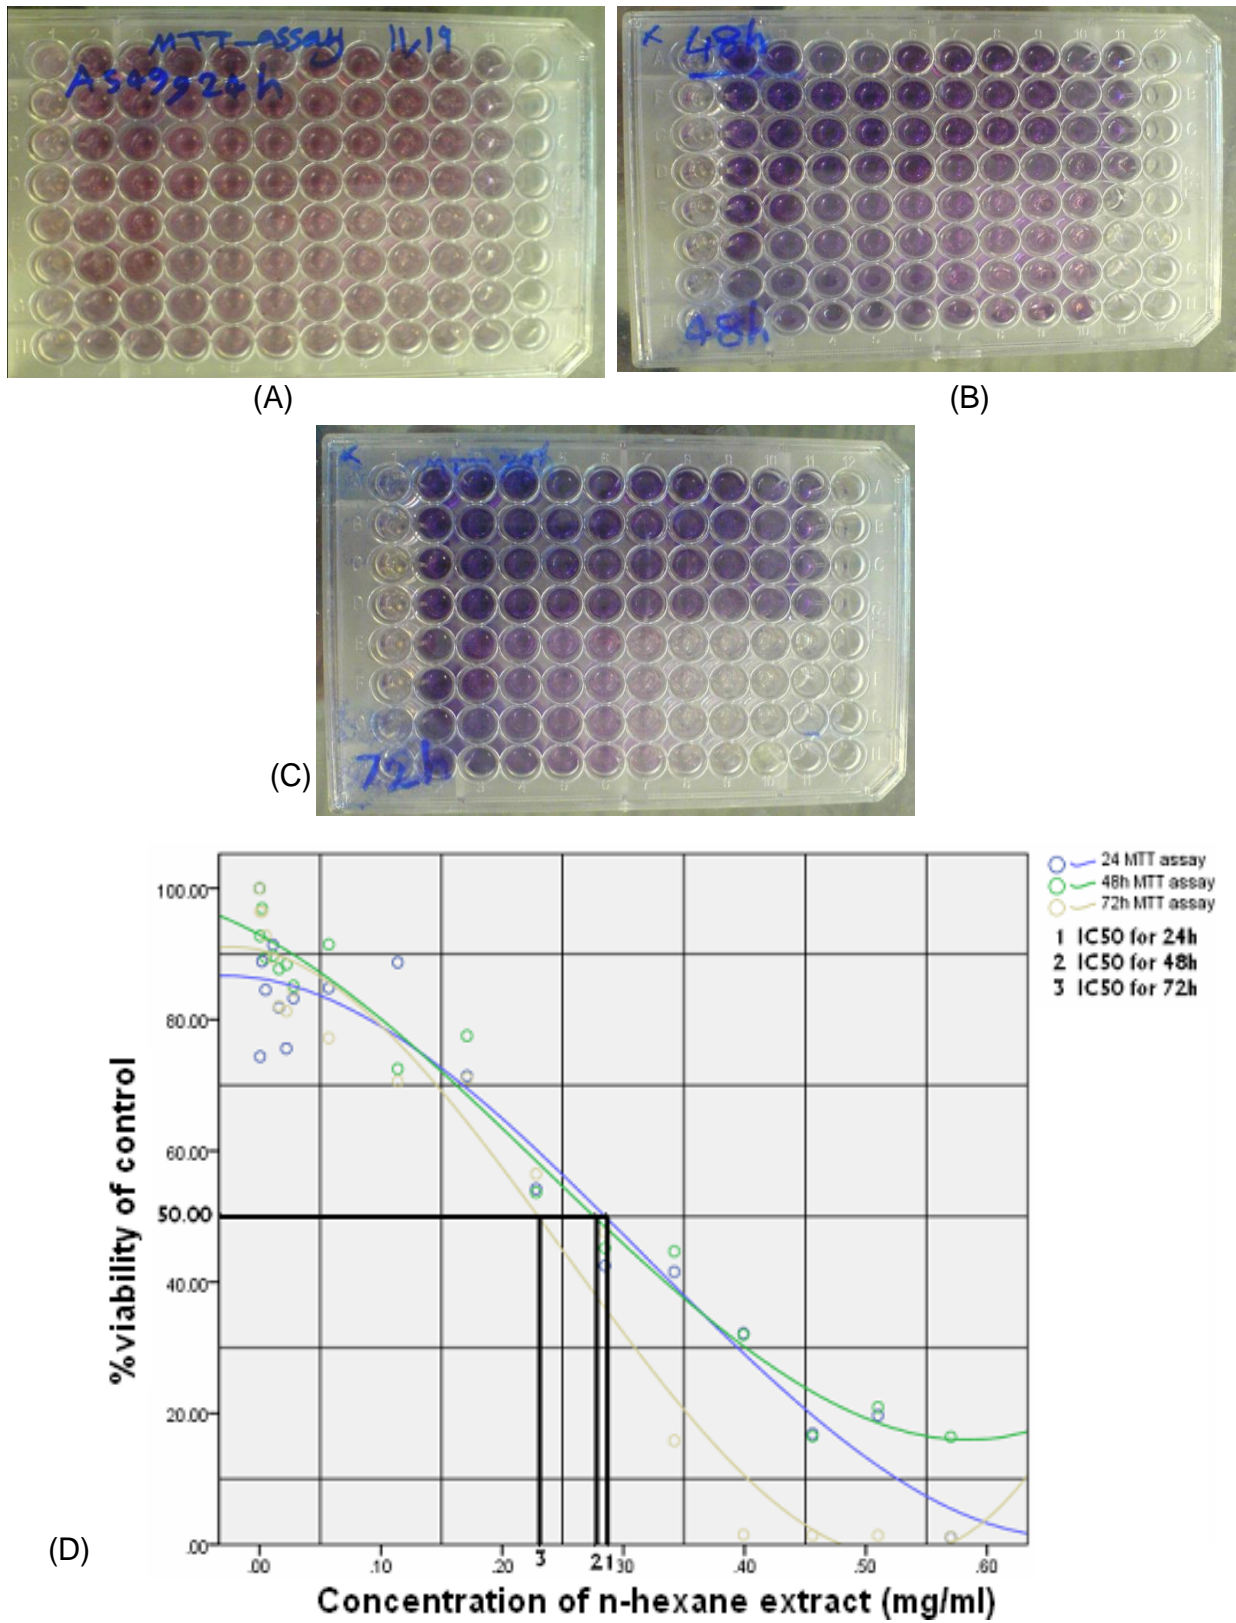 MTT-assay 11/19
A549 24h
48h
48h
(A)
(B)
72h
(C)
24 MTT assay
48h MTT assay
72h MTT assay
1 IC50 for 24h
2 IC50 for 48h
3 IC50 for 72h
%viability of control
100.00
80.00
60.00
50.00
40.00
20.00
.00
.00 .10 .20 3 21 30 .40 .50 .60
Concentration of n-hexane extract (mg/ml)
(D)